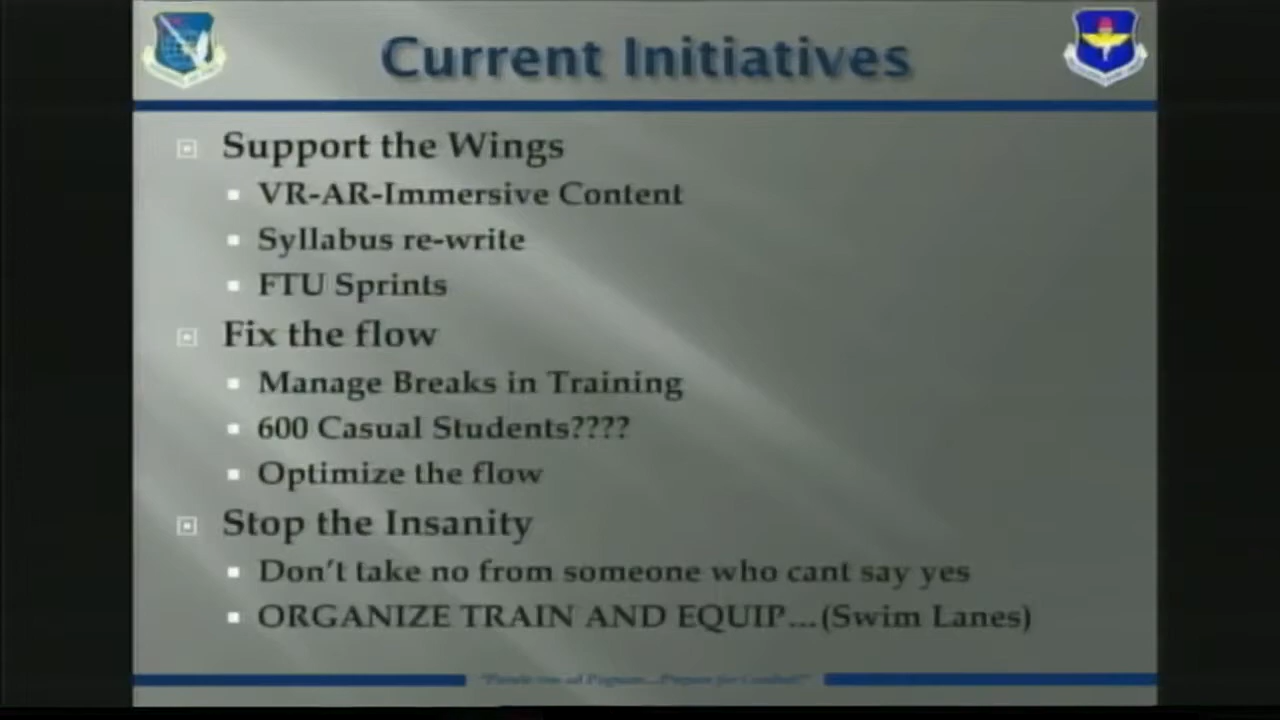 Current Initiatives
Support the Wings
VR-AR-Immersive Content
Syllabus re-write
FTU Sprints
Fix the flow
Manage Breaks in Training
600 Casual Students????
Optimize the flow
Stop the Insanity
Don't take no from someone who cant say yes
ORGANIZE TRAIN AND EQUIP...(Swim Lanes)